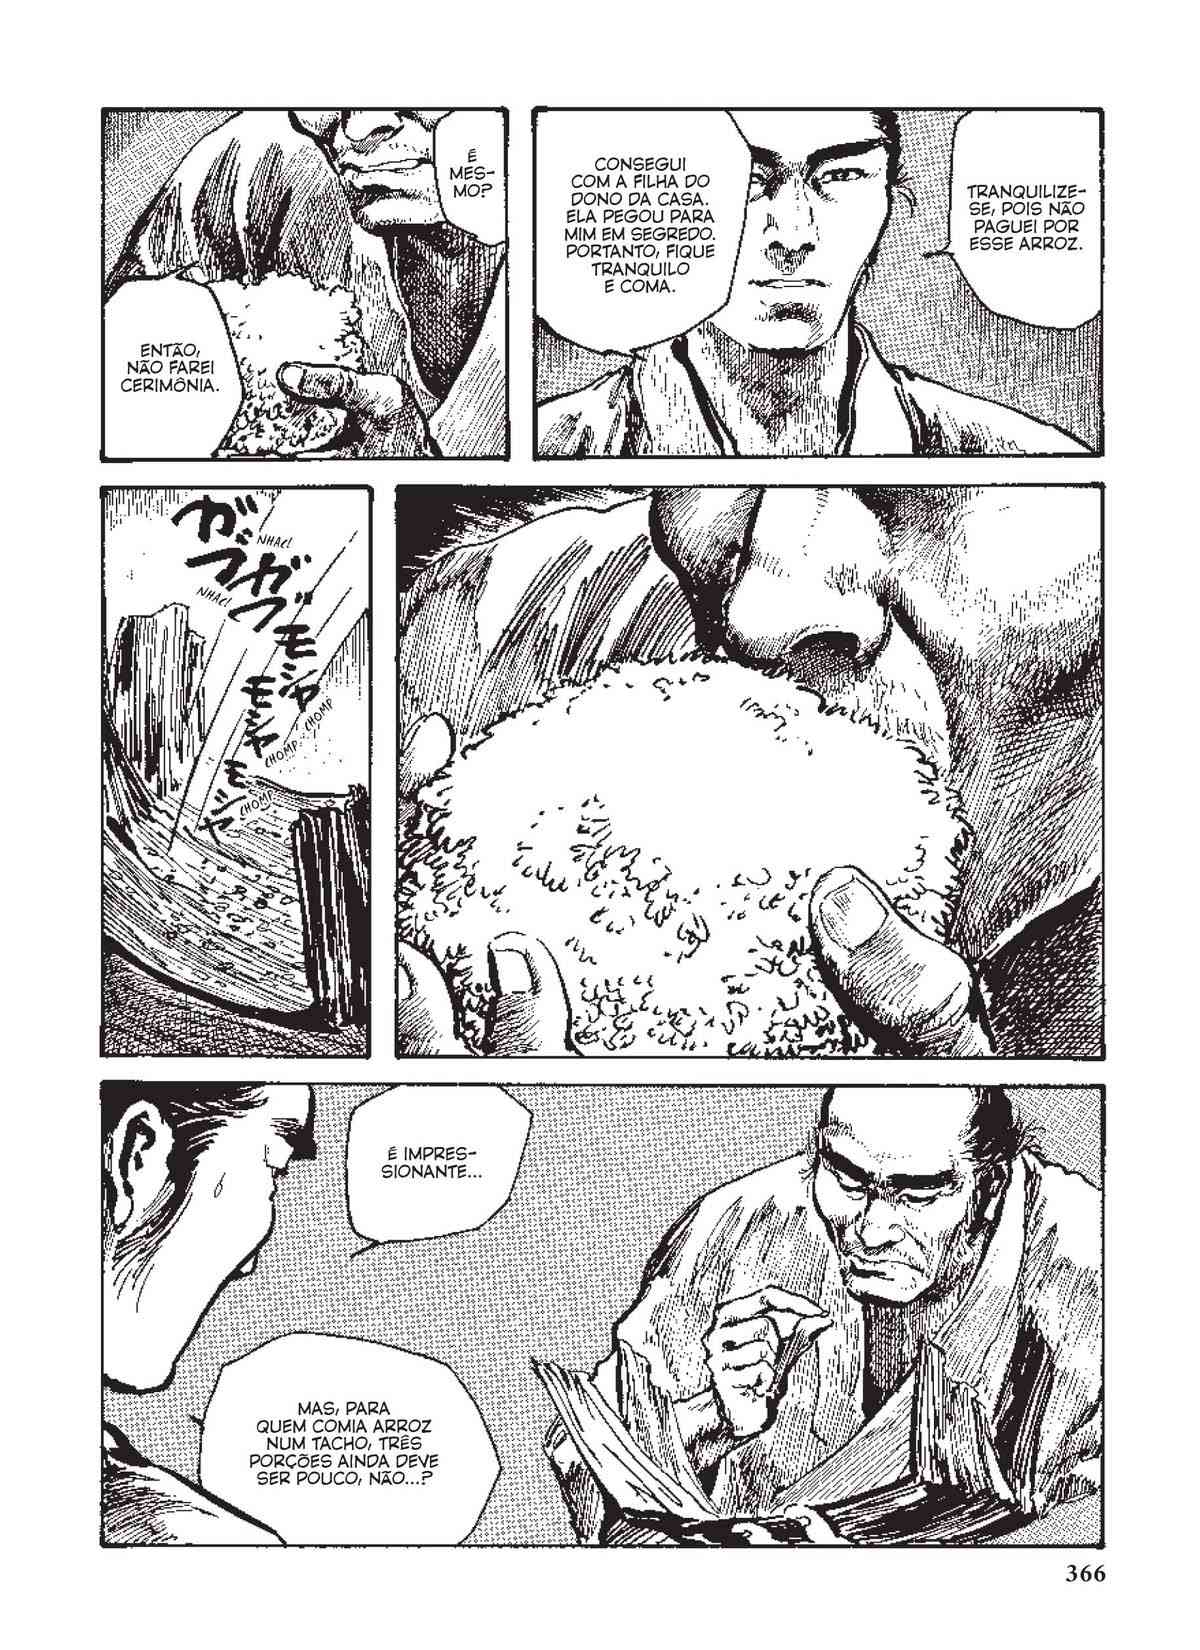 TRANQUILIZE-
SE, POIS NÃO
PAGUEI POR
ESSE ARROZ.
CONSEGUI
COM A FILHA DO
DONO DA CASA.
ELA PEGOU PARA
MIM EM SEGREDO.
PORTANTO, FIQUE
TRANQUILO
E COMA.
É
MES-
MO?
ENTÃO,
NÃO FAREI
CERIMÔNIA.
ガツ
NHAC!
ガツ
NHAC!
モシャ
CHOMP
モシャ
CHOMP
モシャ
CHOMP
É IMPRES-
SIONANTE...
MAS, PARA
QUEM COMIA ARROZ
NUM TACHO, TRÊS
PORÇÕES AINDA DEVE
SER POUCO, NÃO...?
366